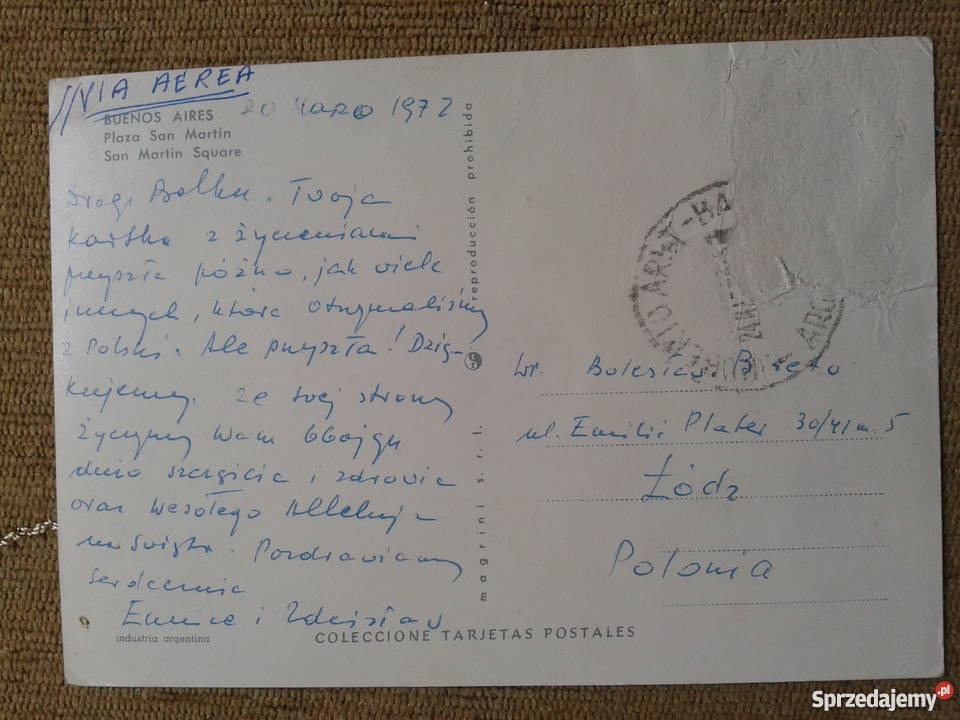 VIA AEREA
BUENOS AIRES
Plaza San Martín
San Martin Square
20 Marzo 1972
Drogi Bolku. Twoja
kartka z życzeniami
przyszła późno, jak wiele
innych, które otrzymaliśmy
z Polski. Ale przyszła! Dzię-
kujemy. Ze swej strony
życzymy Wam obojgu
dużo szczęścia i zdrowia
oraz wesołego Alleluja
na święta. Pozdrawiamy
serdecznie
i Zdzisław
industria argentina
COLECCIONE TARJETAS POSTALES
magrini s.r.l.
reproducción prohibida
Bolesław
ul. Emilii Plater 30/41 m. 5
Łódz
Polonia
Sprzedajemy.pl